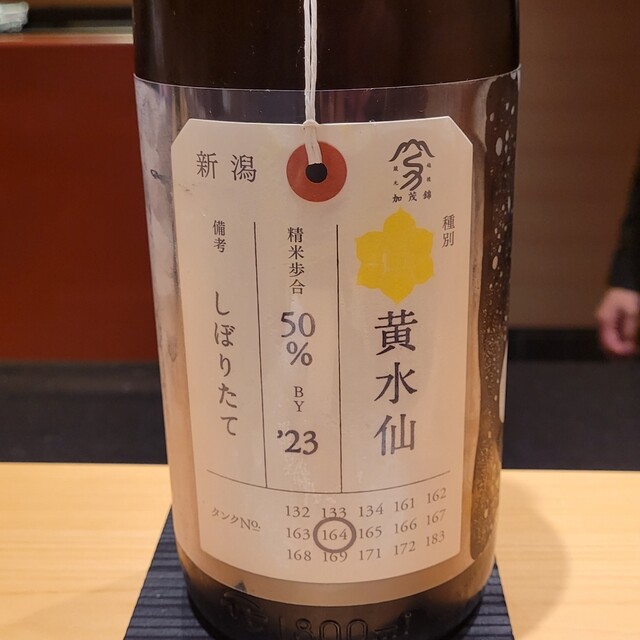 新潟
加茂錦
種別
黄水仙
精米歩合
50
%
BY
'23
備考
しぼりたて
タンクNo.
132 133 134 161 162
163 164 165 166 167
168 169 171 172 183